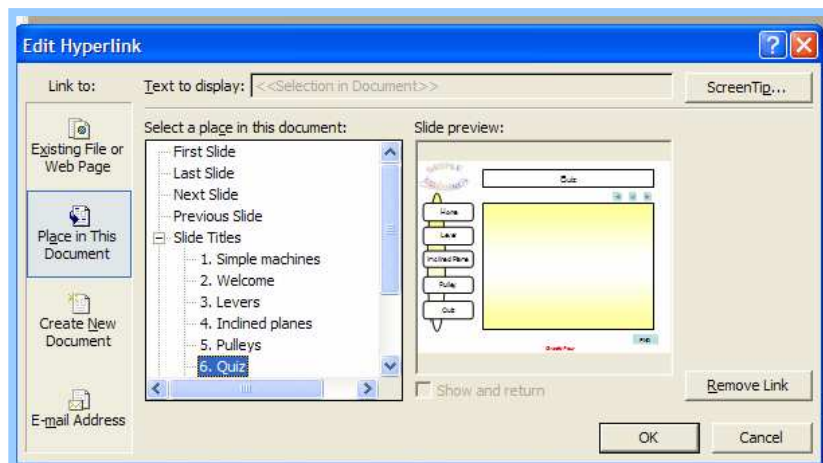 Edit Hyperlink
Link to:
Text to display: <<Selection in Document>>
ScreenTip...
Existing File or
Web Page
Place in This
Document
Create New
Document
E-mail Address
Select a place in this document:
First Slide
Last Slide
Next Slide
Previous Slide
Slide Titles
1. Simple machines
2. Welcome
3. Levers
4. Inclined planes
5. Pulleys
6. Quiz
Slide preview:
Quiz
Home
Lever
Inclined Plane
Pulley
Quiz
Show and return
Remove Link
OK
Cancel